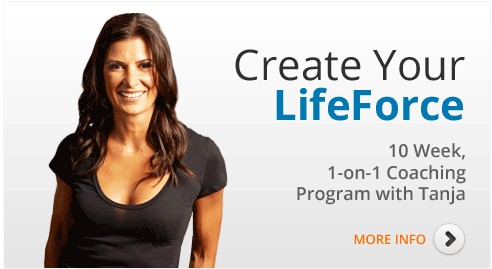 Create Your
LifeForce
10 Week,
1-on-1 Coaching
Program with Tanja
MORE INFO